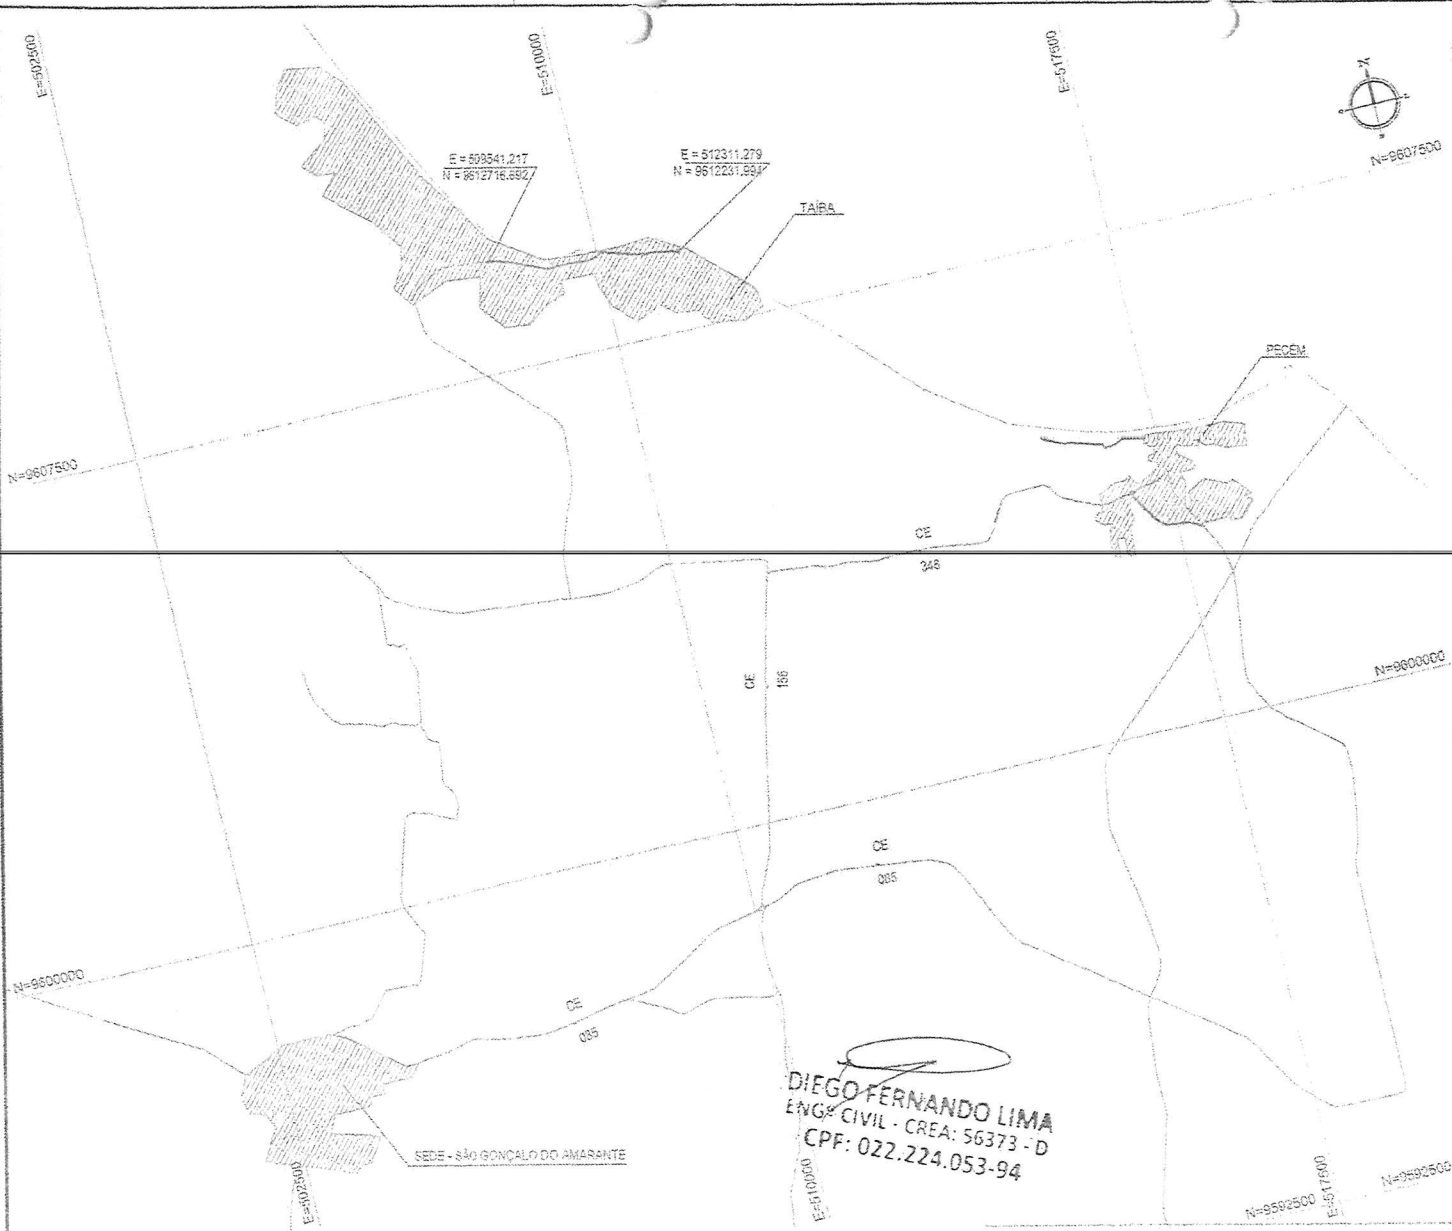 E=502500
E=510000
E=517500
N
N=9607500
E = 509541.217
N = 9612716.692
E = 512311.279
N = 9612231.994
TAÍBA
PECÉM
N=9607500
CE
348
N=9600000
CE
156
CE
085
N=9600000
CE
085
DIEGO FERNANDO LIMA
ENGº CIVIL - CREA: 56373 - D
CPF: 022.224.053-94
SEDE - SÃO GONÇALO DO AMARANTE
E=502500
E=510000
E=517500
N=9592500
N=9592500